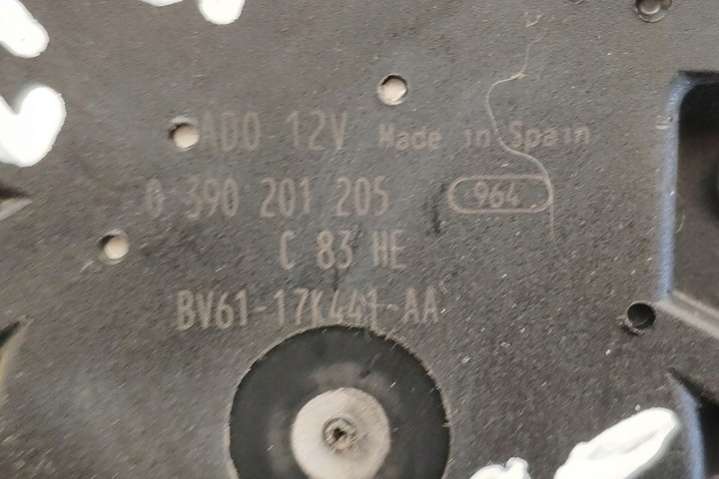 ADO 12V Made in Spain
0 390 201 205 964
C 83 HE
BV61-17K441-AA